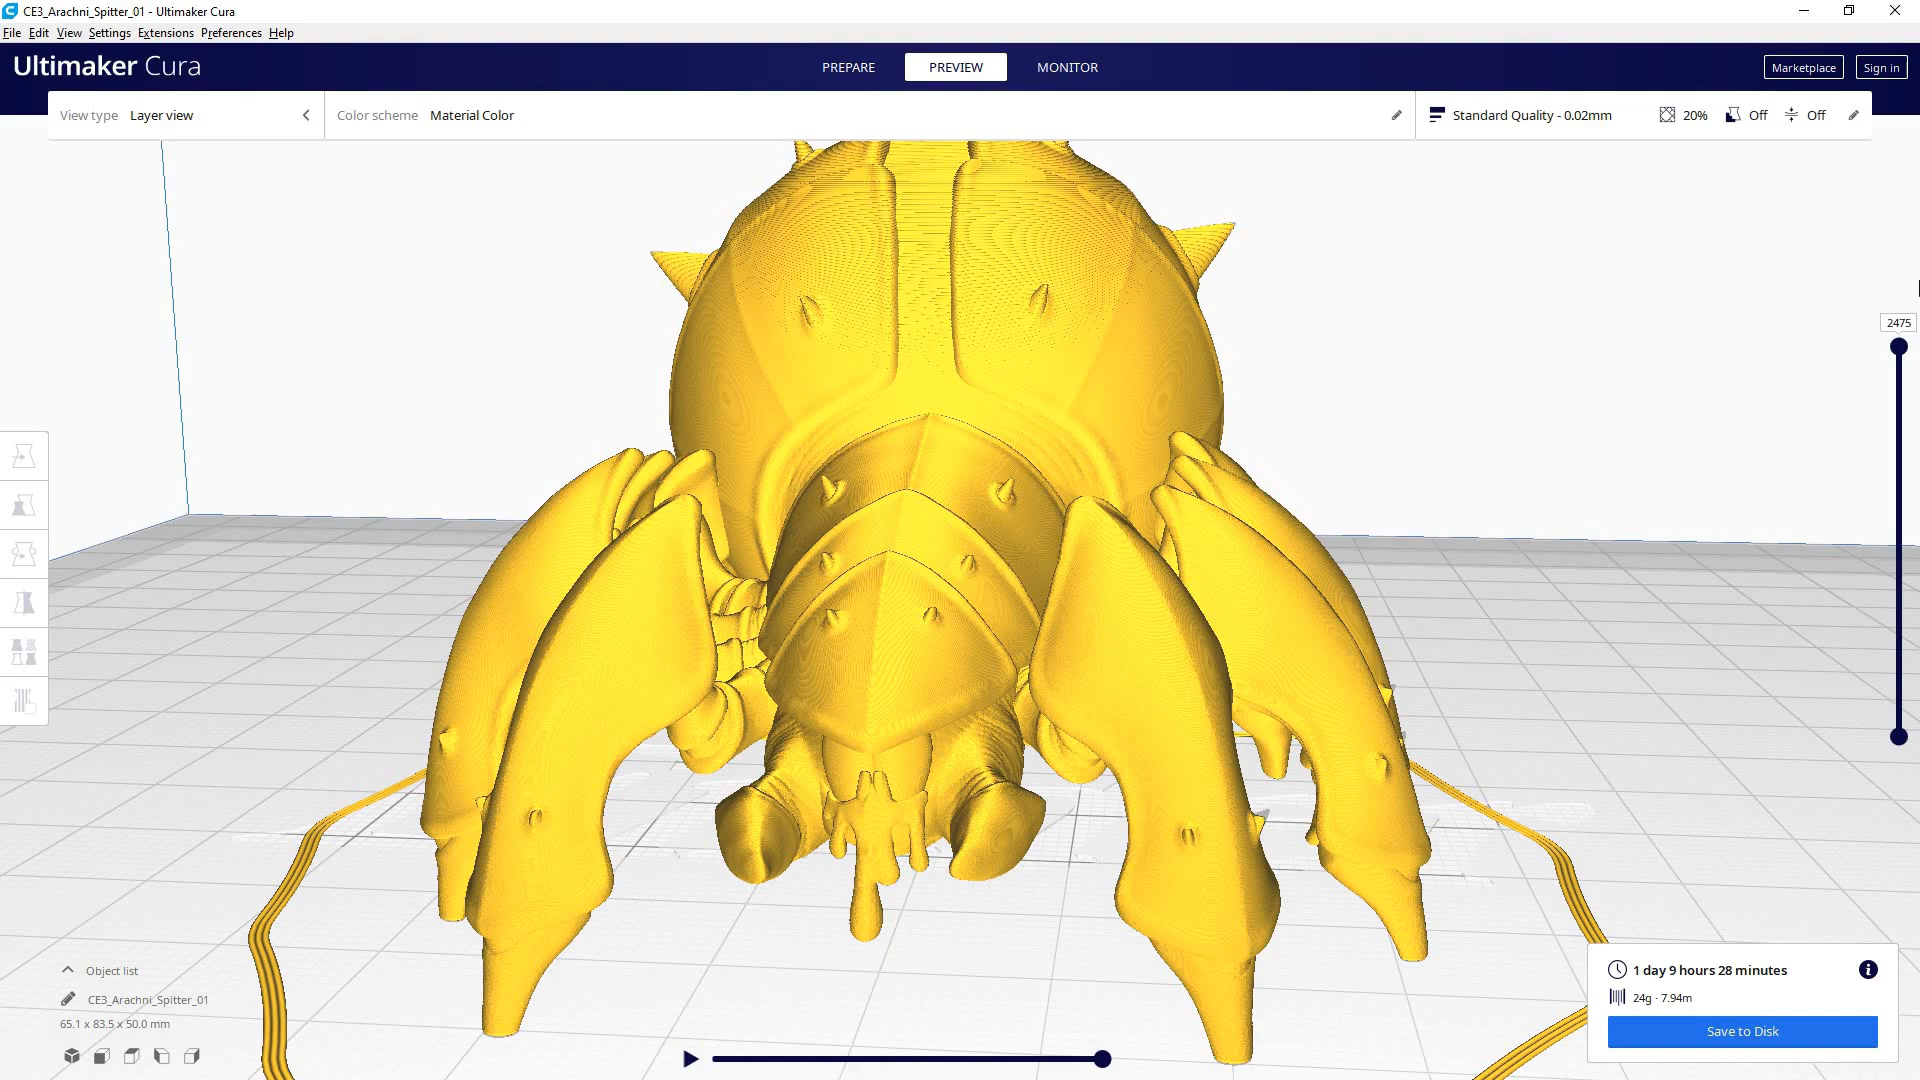 CE3_Arachni_Spitter_01 - Ultimaker Cura
File Edit View Settings Extensions Preferences Help
Ultimaker Cura
PREPARE PREVIEW MONITOR
Marketplace Sign in
View type Layer view
Color scheme Material Color
Standard Quality - 0.02mm 20% Off Off
2475
Object list
CE3_Arachni_Spitter_01
65.1 x 83.5 x 50.0 mm
1 day 9 hours 28 minutes
24g · 7.94m
Save to Disk